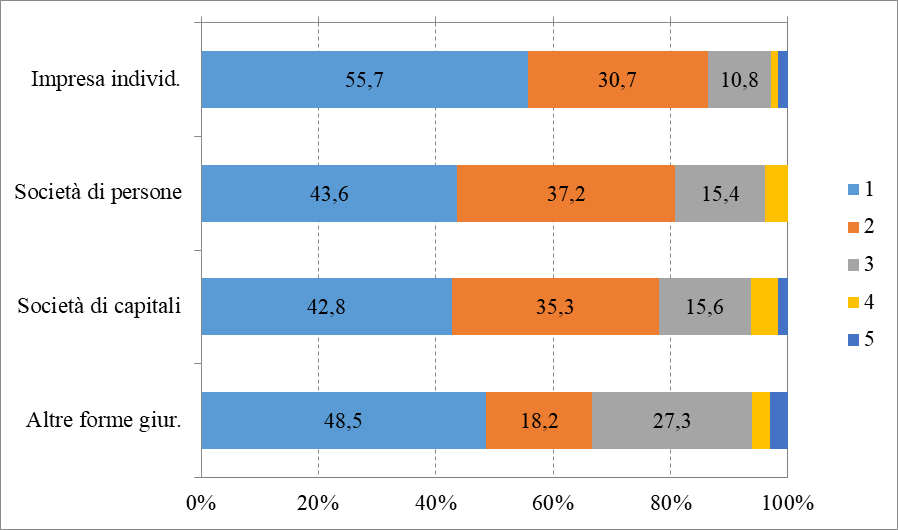 Impresa individ. 55,7 30,7 10,8
Società di persone 43,6 37,2 15,4
Società di capitali 42,8 35,3 15,6
Altre forme giur. 48,5 18,2 27,3
0% 20% 40% 60% 80% 100%
1
2
3
4
5